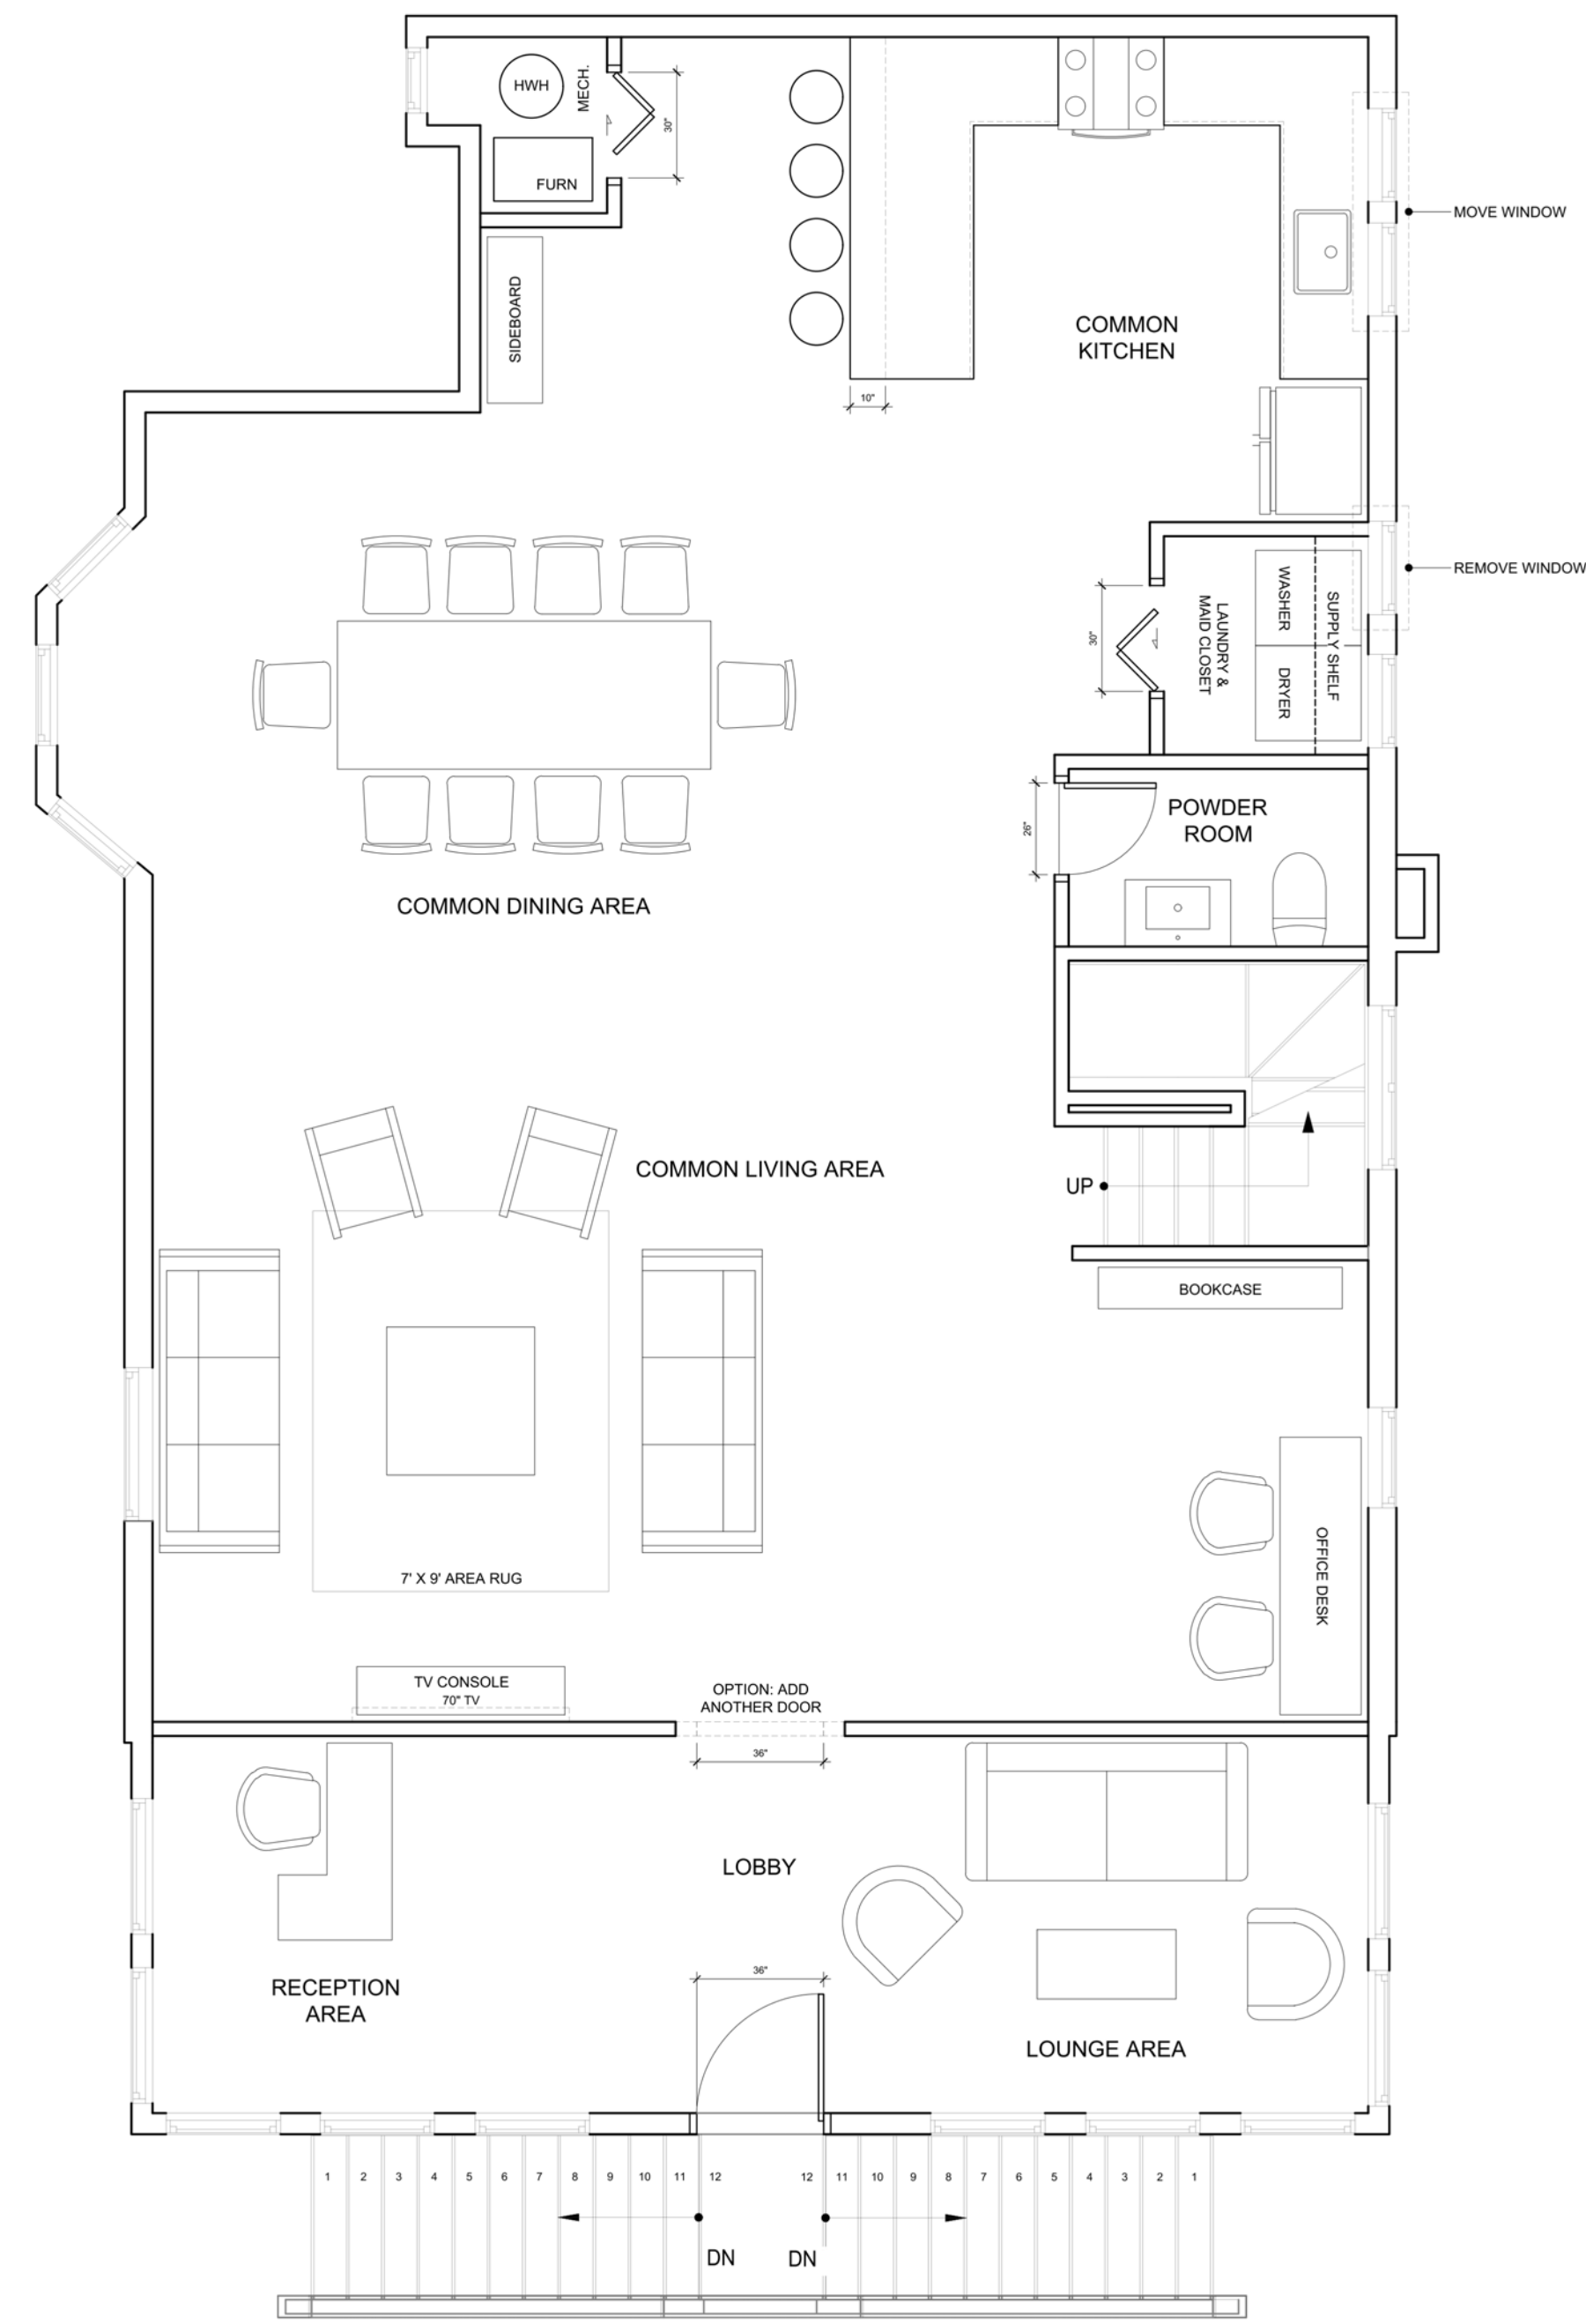 HWH
MECH.
30"
FURN
MOVE WINDOW
SIDEBOARD
COMMON
KITCHEN
10"
REMOVE WINDOW
WASHER
SUPPLY SHELF
LAUNDRY &
MAID CLOSET
30"
DRYER
POWDER
ROOM
26"
COMMON DINING AREA
COMMON LIVING AREA
UP
BOOKCASE
OFFICE DESK
7' X 9' AREA RUG
TV CONSOLE
70" TV
OPTION: ADD
ANOTHER DOOR
36"
LOBBY
36"
RECEPTION
AREA
LOUNGE AREA
1 2 3 4 5 6 7 8 9 10 11 12 12 11 10 9 8 7 6 5 4 3 2 1
DN DN